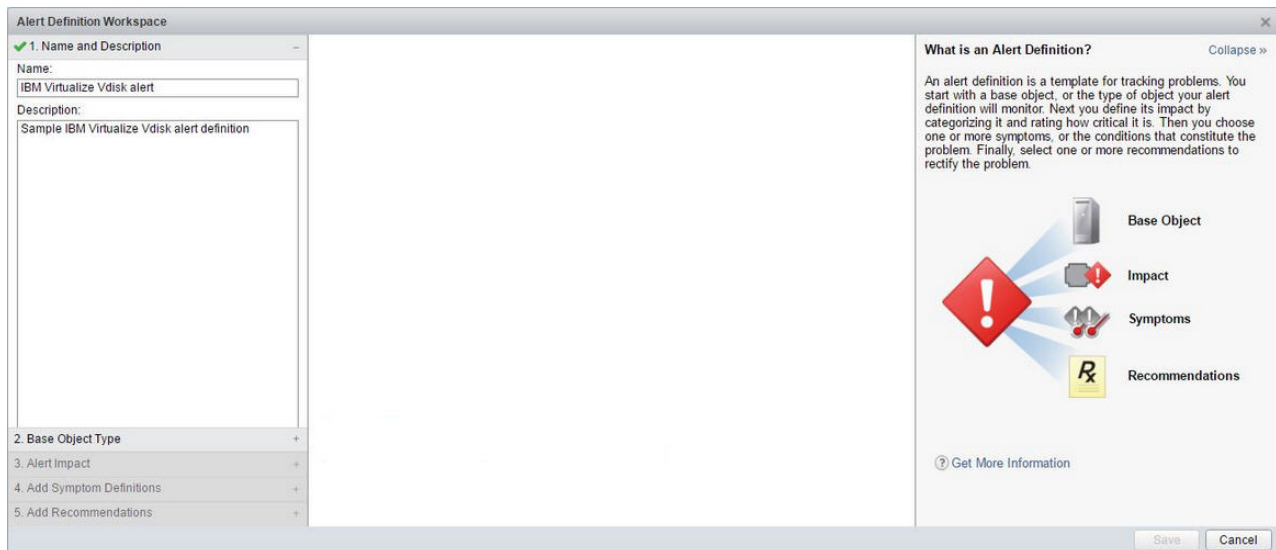 Alert Definition Workspace
1. Name and Description
Name:
IBM Virtualize Vdisk alert
Description:
Sample IBM Virtualize Vdisk alert definition
2. Base Object Type
3. Alert Impact
4. Add Symptom Definitions
5. Add Recommendations
What is an Alert Definition?
Collapse »
An alert definition is a template for tracking problems. You
start with a base object, or the type of object your alert
definition will monitor. Next you define its impact by
categorizing it and rating how critical it is. Then you choose
one or more symptoms, or the conditions that constitute the
problem. Finally, select one or more recommendations to
rectify the problem.
Base Object
Impact
Symptoms
Rx
Recommendations
? Get More Information
Save
Cancel